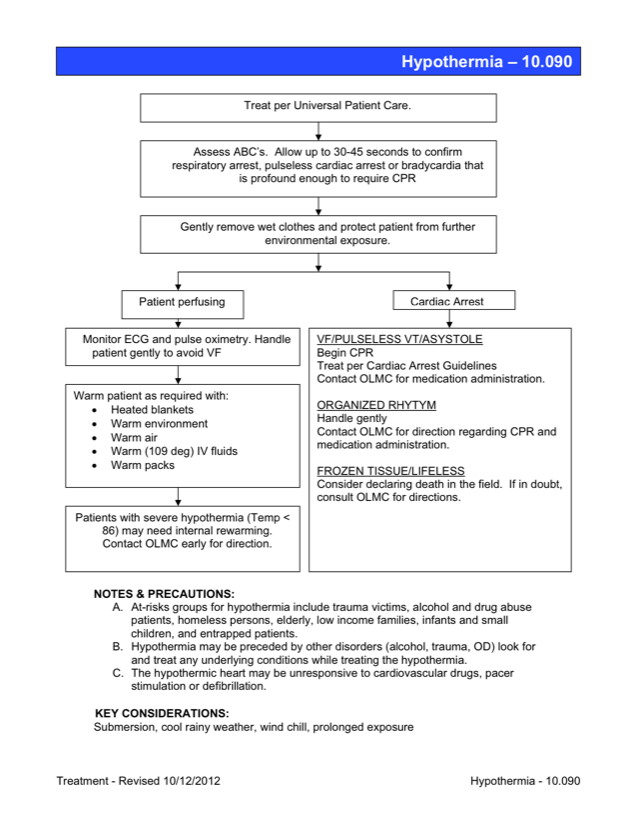 Hypothermia – 10.090
Treat per Universal Patient Care.
Assess ABC's.  Allow up to 30-45 seconds to confirm
respiratory arrest, pulseless cardiac arrest or bradycardia that
is profound enough to require CPR
Gently remove wet clothes and protect patient from further
environmental exposure.
Patient perfusing
Monitor ECG and pulse oximetry. Handle
patient gently to avoid VF
Warm patient as required with:
• Heated blankets
• Warm environment
• Warm air
• Warm (109 deg) IV fluids
• Warm packs
Patients with severe hypothermia (Temp <
86) may need internal rewarming.
Contact OLMC early for direction.
Cardiac Arrest
VF/PULSELESS VT/ASYSTOLE
Begin CPR
Treat per Cardiac Arrest Guidelines
Contact OLMC for medication administration.
ORGANIZED RHYTYM
Handle gently
Contact OLMC for direction regarding CPR and
medication administration.
FROZEN TISSUE/LIFELESS
Consider declaring death in the field.  If in doubt,
consult OLMC for directions.
NOTES & PRECAUTIONS:
A. At-risks groups for hypothermia include trauma victims, alcohol and drug abuse
patients, homeless persons, elderly, low income families, infants and small
children, and entrapped patients.
B. Hypothermia may be preceded by other disorders (alcohol, trauma, OD) look for
and treat any underlying conditions while treating the hypothermia.
C. The hypothermic heart may be unresponsive to cardiovascular drugs, pacer
stimulation or defibrillation.
KEY CONSIDERATIONS:
Submersion, cool rainy weather, wind chill, prolonged exposure
Treatment - Revised 10/12/2012
Hypothermia - 10.090